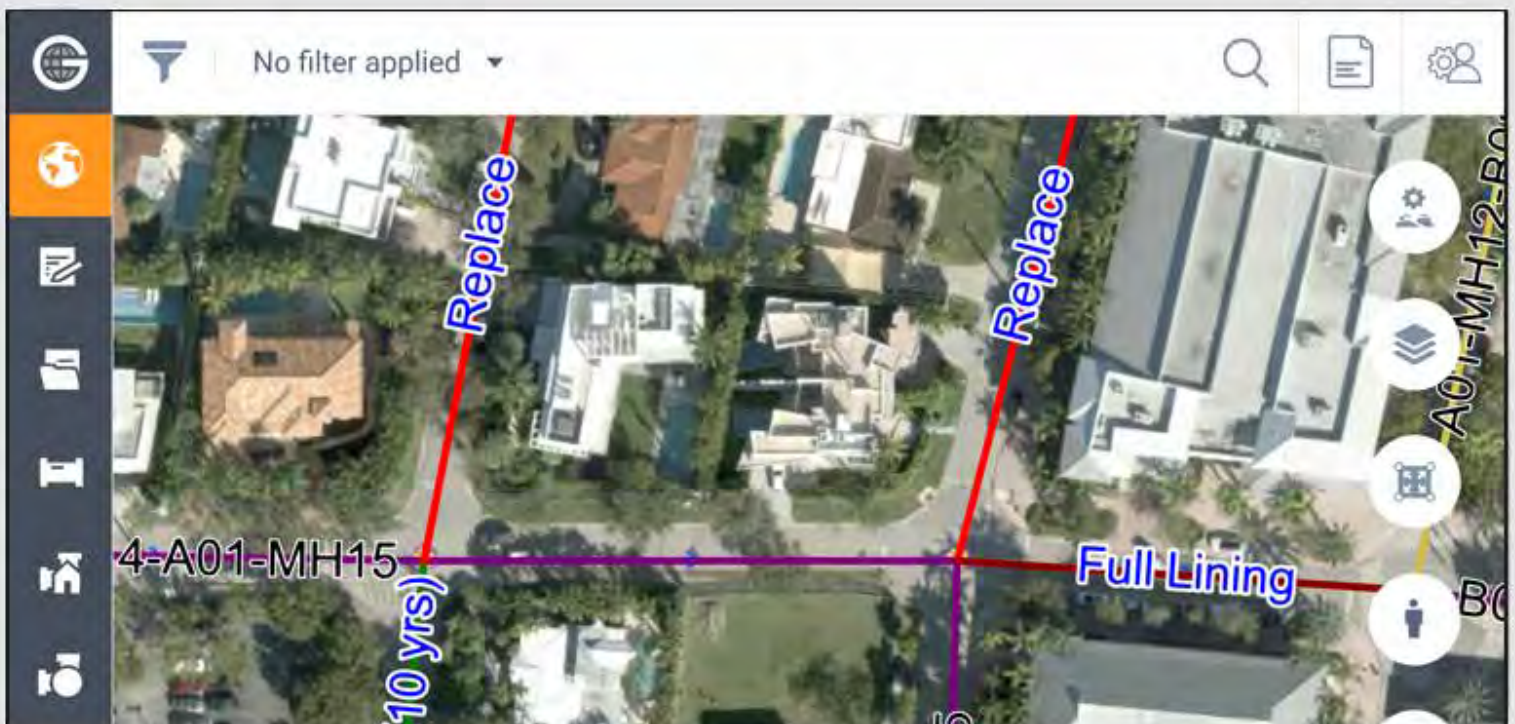 No filter applied
Replace
Replace
A01-MH12-B0
4-A01-MH15
Full Lining
10 yrs)